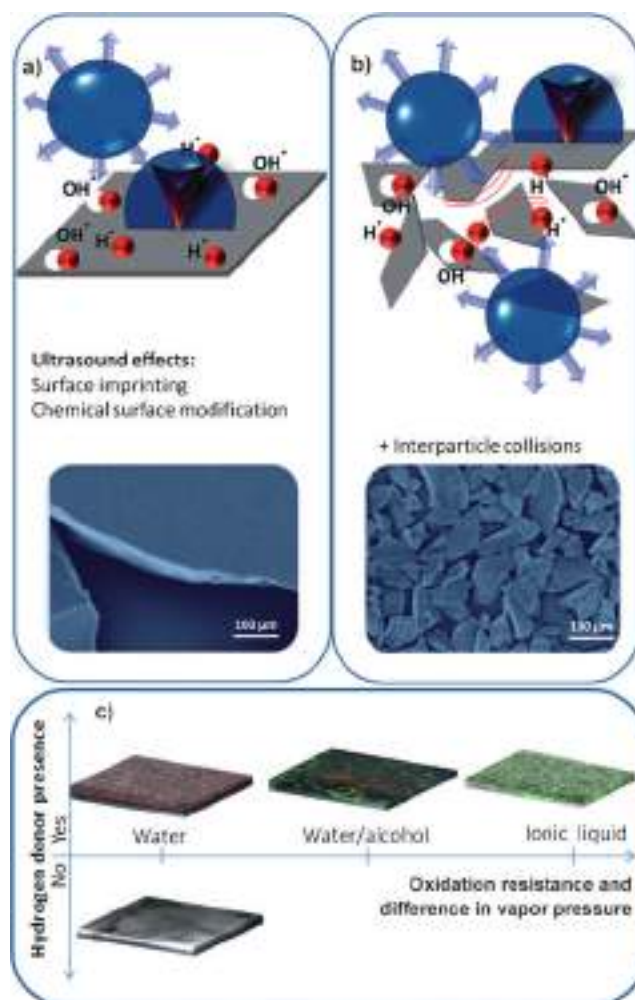 a)
H*
OH*
OH*
OH*
H*
H*
Ultrasound effects:
Surface imprinting
Chemical surface modification
100 μm
b)
H
OH*
OH
H*
H*
OH*
+ Interparticle collisions
100 μm
c)
Hydrogen donor presence
Yes
No
Water
Water/alcohol
Ionic liquid
Oxidation resistance and
difference in vapor pressure